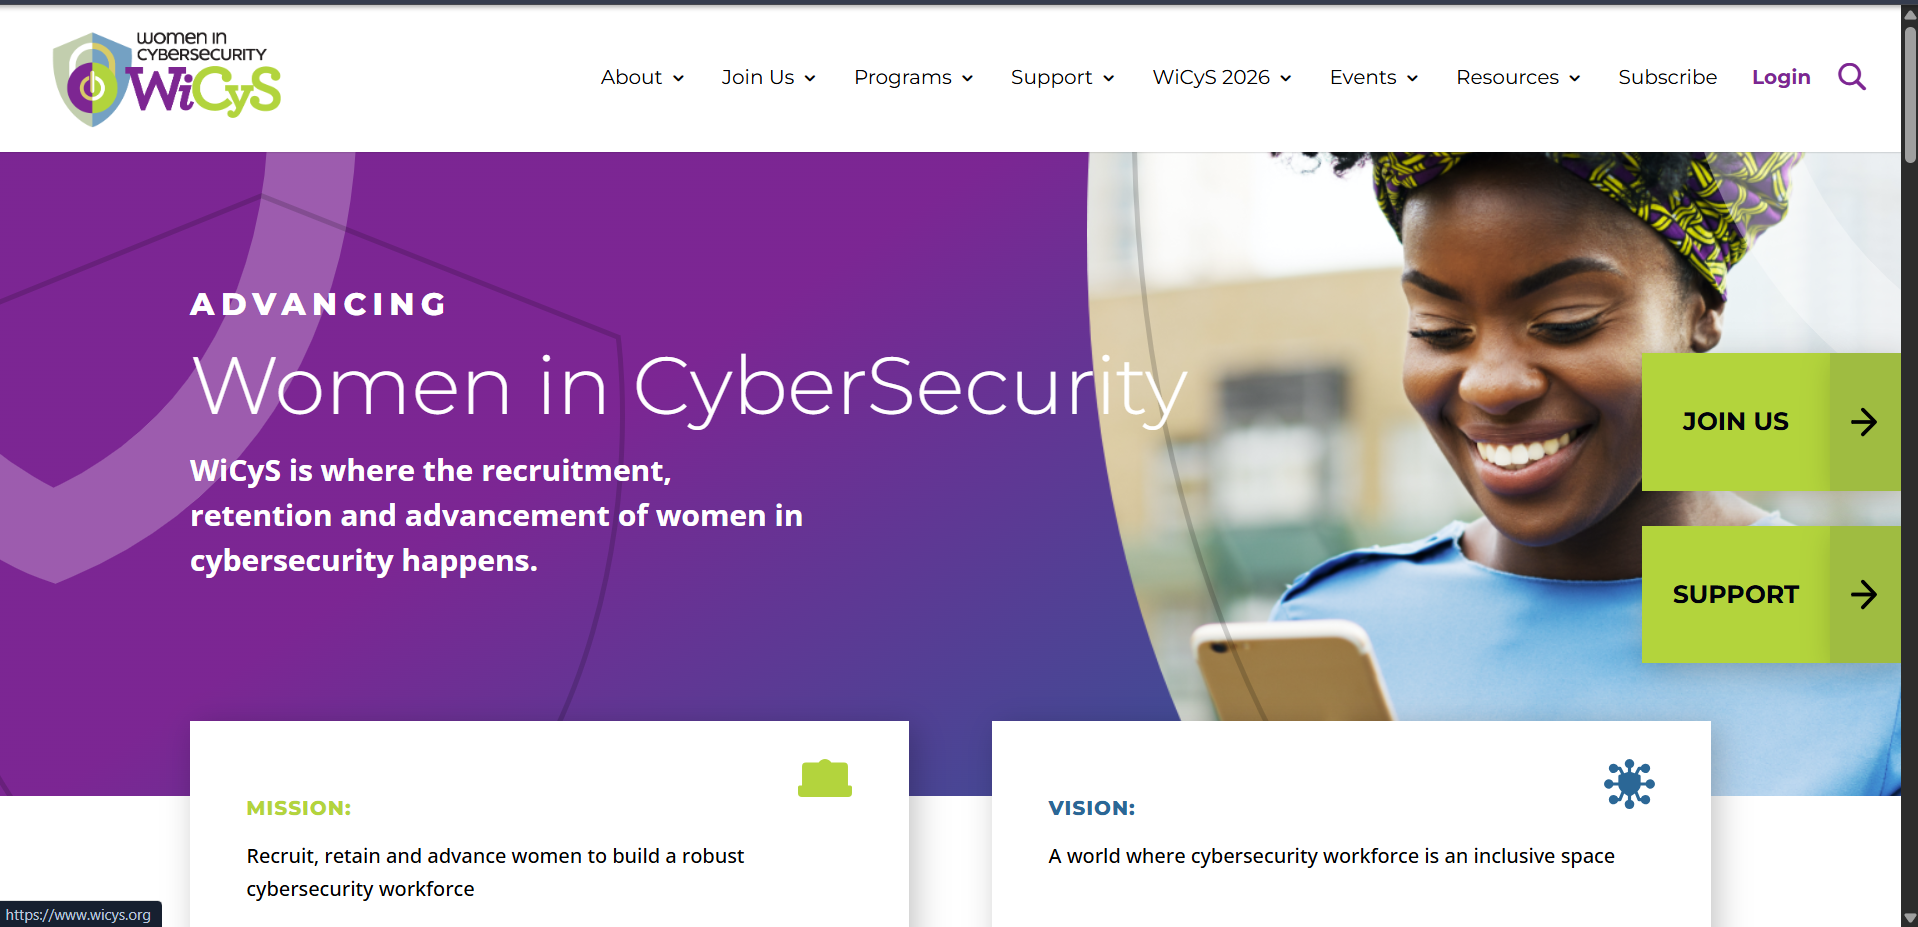 women in
CYBERSECURITY
WiCyS
About
Join Us
Programs
Support
WiCyS 2026
Events
Resources
Subscribe
Login
ADVANCING
Women in CyberSecurity
WiCyS is where the recruitment,
retention and advancement of women in
cybersecurity happens.
JOIN US
SUPPORT
MISSION:
Recruit, retain and advance women to build a robust
cybersecurity workforce
VISION:
A world where cybersecurity workforce is an inclusive space
https://www.wicys.org